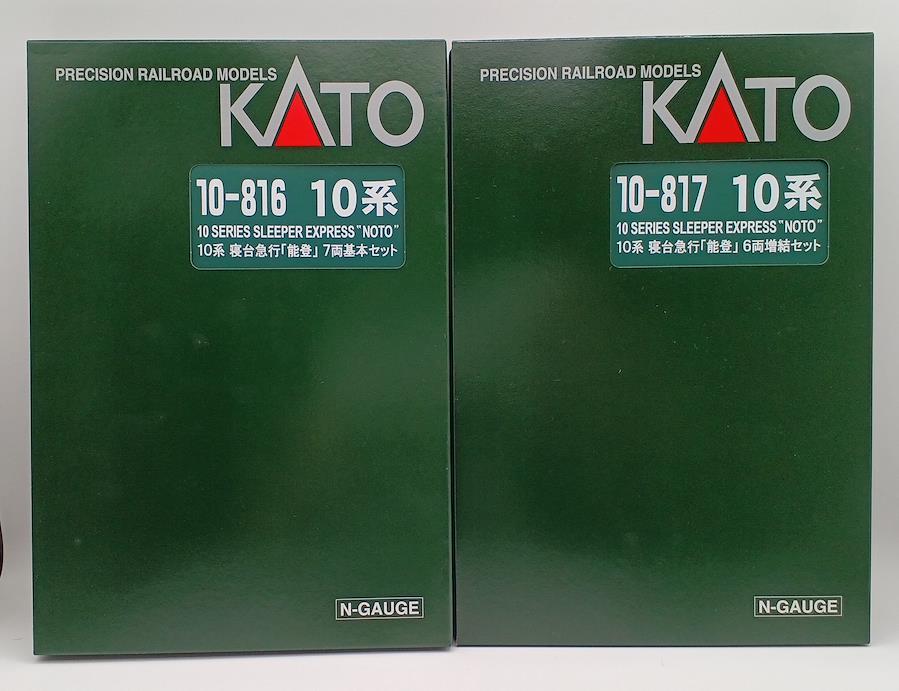 PRECISION RAILROAD MODELS
KATO
10-816 10系
10 SERIES SLEEPER EXPRESS "NOTO"
10系 寝台急行「能登」 7両基本セット
N-GAUGE
PRECISION RAILROAD MODELS
KATO
10-817 10系
10 SERIES SLEEPER EXPRESS "NOTO"
10系 寝台急行「能登」 6両増結セット
N-GAUGE